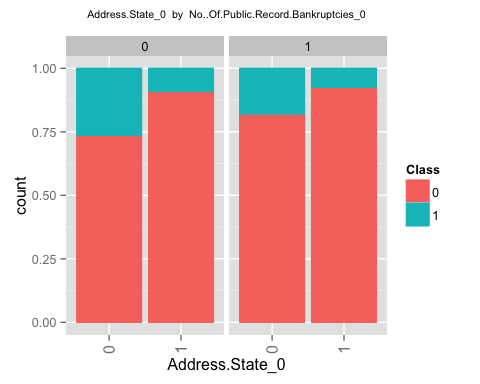 Address.State_0 by No..Of.Public.Record.Bankruptcies_0
0 1
1.00
0.75
0.50
0.25
0.00
count
0 1 0 1
Address.State_0
Class
0
1